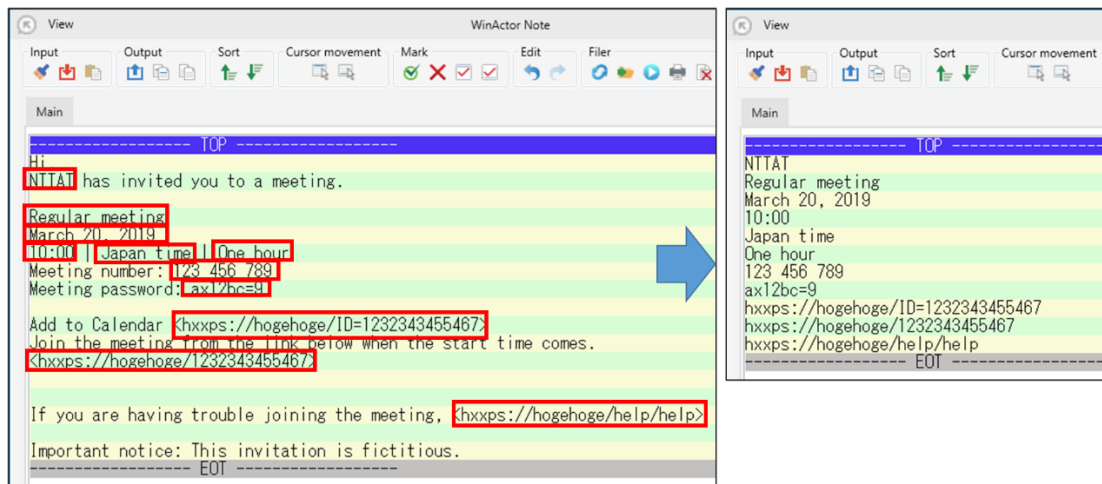 View
WinActor Note
Input Output Sort Cursor movement Mark Edit Filer
Main
------------------ TOP ------------------
Hi
NTTAT has invited you to a meeting.
Regular meeting
March 20, 2019
10:00 | Japan time | One hour
Meeting number: 123 456 789
Meeting password: ax12bc=9
Add to Calendar <hxxps://hogehoge/ID=1232343455467>
Join the meeting from the link below when the start time comes.
<hxxps://hogehoge/1232343455467>
If you are having trouble joining the meeting, <hxxps://hogehoge/help/help>
Important notice: This invitation is fictitious.
------------------ EOT ------------------
View
Input Output Sort Cursor movement
Main
------------------ TOP ------------------
NTTAT
Regular meeting
March 20, 2019
10:00
Japan time
One hour
123 456 789
ax12bc=9
hxxps://hogehoge/ID=1232343455467
hxxps://hogehoge/1232343455467
hxxps://hogehoge/help/help
------------------ EOT ------------------